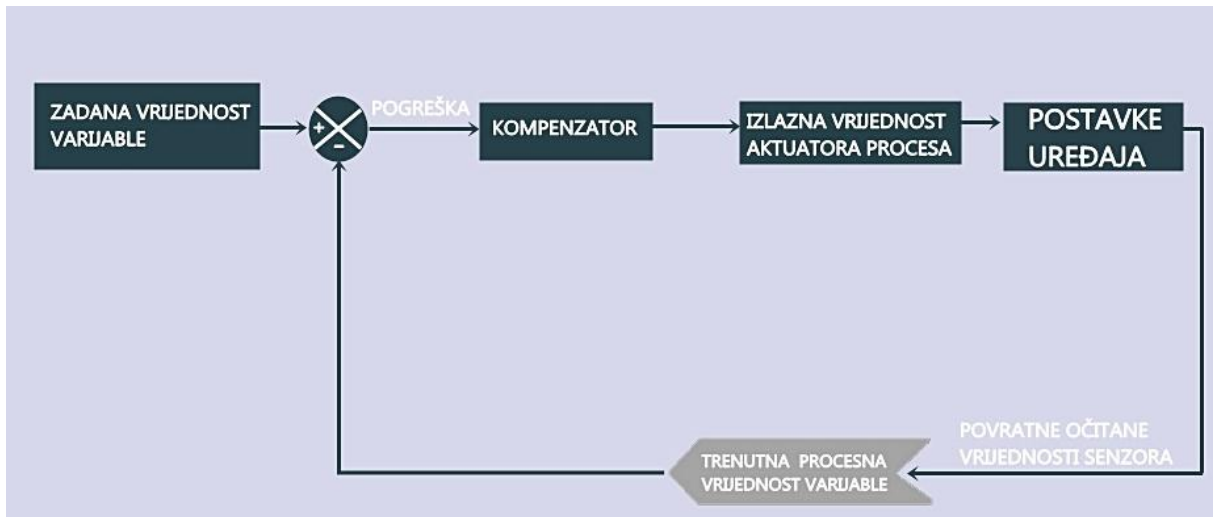 ZADANA VRIJEDNOST
VARIJABLE
+
-
POGREŠKA
KOMPENZATOR
IZLAZNA VRIJEDNOST
AKTUATORA PROCESA
POSTAVKE
UREĐAJA
POVRATNE OČITANE
VRIJEDNOSTI SENZORA
TRENUTNA PROCESNA
VRIJEDNOST VARIJABLE